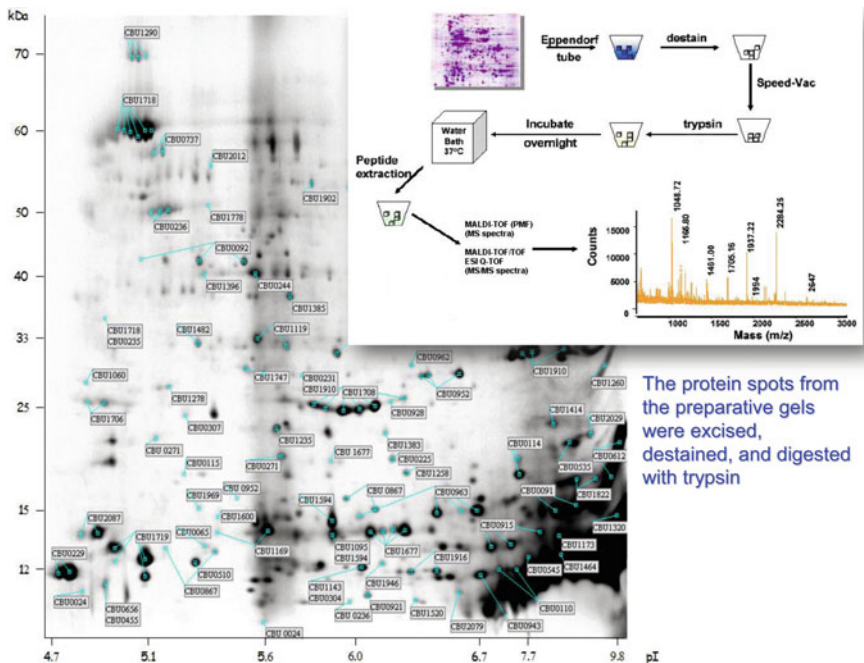 kDa
CBU1290
70
CBU1718
60
CBU0737
CBU2012
CBU1902
50
CBU1778
CBU0236
CBU0092
40
CBU1396
CBU0244
CBU1385
CBU1718
CBU0235
CBU1482
CBU1119
33
CBU0962
CBU1910
CBU1060
CBU1747
CBU0231
CBU1910
CBU1708
CBU0952
CBU1260
CBU1278
25
CBU0928
CBU1706
CBU0307
CBU1414
CBU2029
CBU 0271
CBU1235
CBU 1677
CBU1383
CBU0114
CBU0612
CBU0115
CBU0271
CBU0225
CBU1258
CBU0535
CBU 0952
CBU1969
CBU1594
CBU 0867
CBU0963
CBU0091
CBU1822
15
CBU1600
CBU2087
CBU1719
CBU0065
CBU0915
CBU1320
CBU0229
CBU1169
CBU1095
CBU1594
CBU1677
CBU1916
CBU1173
12
CBU0510
CBU0545
CBU1464
CBU0867
CBU1143
CBU0304
CBU1946
CBU0024
CBU0656
CBU0455
CBU 0236
CBU0921
CBU1520
CBU0110
CBU 0024
CBU2079
CBU0943
4.7 5.1 5.6 6.0 6.7 7.7 9.8
pI
Eppendorf
tube
destain
Speed-Vac
trypsin
Incubate
overnight
Water
Bath
37°C
Peptide
extraction
MALDI-TOF (PMF)
(MS spectra)
MALDI-TOF/TOF
ESI Q-TOF
(MS/MS spectra)
Counts
15000
10000
5000
0
1048.72
1166.80
1461.00
1705.16
1937.22
1994
2284.25
2647
1000 1500 2000 2500 3000
Mass (m/z)
The protein spots from
the preparative gels
were excised,
destained, and digested
with trypsin